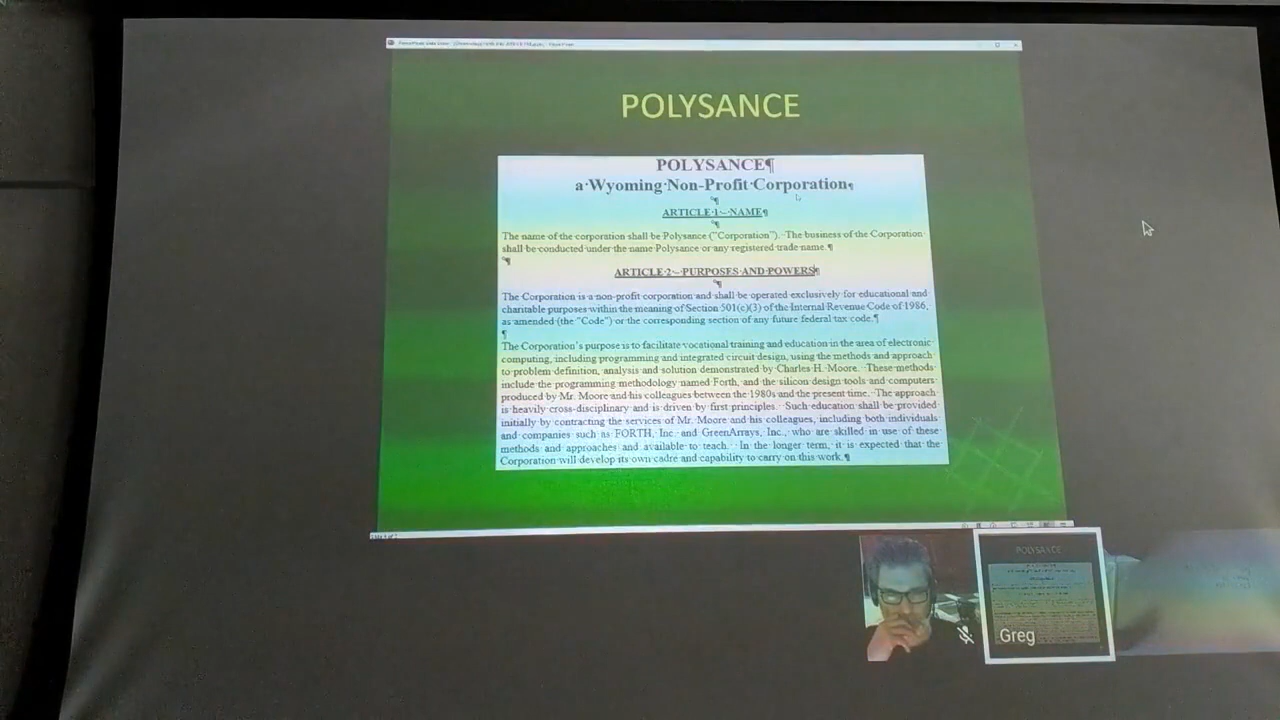 POLYSANCE
POLYSANCE¶
a·Wyoming·Non-Profit·Corporation¶
ARTICLE·1·–·NAME¶
The name of the corporation shall be Polysance ("Corporation"). The business of the Corporation
shall be conducted under the name Polysance or any registered trade name.¶
ARTICLE·2·–·PURPOSES·AND·POWERS¶
The Corporation is a non-profit corporation and shall be operated exclusively for educational and
charitable purposes within the meaning of Section 501(c)(3) of the Internal Revenue Code of 1986,
as amended (the "Code") or the corresponding section of any future federal tax code.¶
¶
The Corporation's purpose is to facilitate vocational training and education in the area of electronic
computing, including programming and integrated circuit design, using the methods and approach
to problem definition, analysis and solution demonstrated by Charles H. Moore. These methods
include the programming methodology named Forth, and the silicon design tools and computers
produced by Mr. Moore and his colleagues between the 1980s and the present time. The approach
is heavily cross-disciplinary and is driven by first principles. Such education shall be provided
initially by contracting the services of Mr. Moore and his colleagues, including both individuals
and companies such as FORTH, Inc. and GreenArrays, Inc., who are skilled in use of these
methods and approaches and available to teach. In the longer term, it is expected that the
Corporation will develop its own cadre and capability to carry on this work.¶
POLYSANCE
Greg